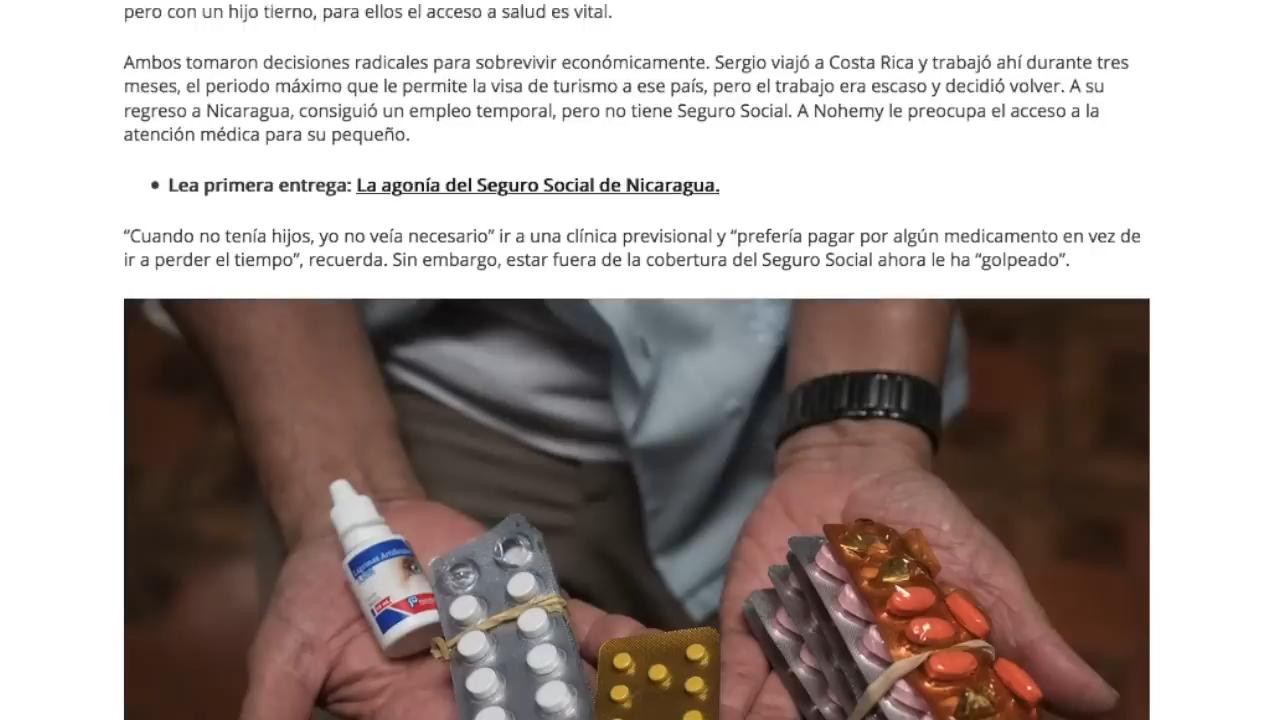 pero con un hijo tierno, para ellos el acceso a salud es vital.
Ambos tomaron decisiones radicales para sobrevivir económicamente. Sergio viajó a Costa Rica y trabajó ahí durante tres
meses, el periodo máximo que le permite la visa de turismo a ese país, pero el trabajo era escaso y decidió volver. A su
regreso a Nicaragua, consiguió un empleo temporal, pero no tiene Seguro Social. A Nohemy le preocupa el acceso a la
atención médica para su pequeño.
• Lea primera entrega: La agonía del Seguro Social de Nicaragua.
“Cuando no tenía hijos, yo no veía necesario” ir a una clínica previsional y “prefería pagar por algún medicamento en vez de
ir a perder el tiempo”, recuerda. Sin embargo, estar fuera de la cobertura del Seguro Social ahora le ha “golpeado”.